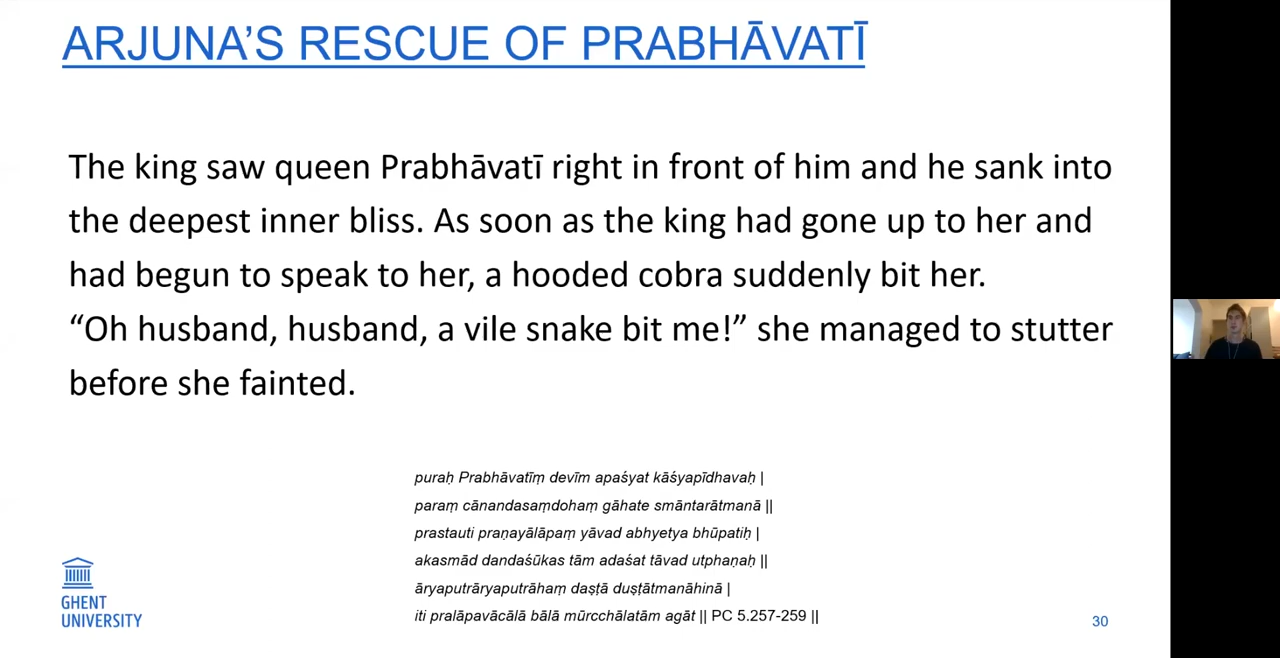 ARJUNA’S RESCUE OF PRABHĀVATĪ
The king saw queen Prabhāvatī right in front of him and he sank into
the deepest inner bliss. As soon as the king had gone up to her and
had begun to speak to her, a hooded cobra suddenly bit her.
“Oh husband, husband, a vile snake bit me!” she managed to stutter
before she fainted.
puraḥ Prabhāvatīṃ devīm apaśyat kāśyapīdhavaḥ |
paraṃ cānandasaṃdohaṃ gāhate smāntarātmanā ||
prastauti praṇayālāpaṃ yāvad abhyetya bhūpatiḥ |
akasmād dandaśūkas tām adaśat tāvad utphaṇaḥ ||
āryaputrāryaputrāhaṃ daṣṭā duṣṭātmanāhinā |
iti pralāpavācālā bālā mūrcchālatām agāt || PC 5.257-259 ||
GHENT
UNIVERSITY
30